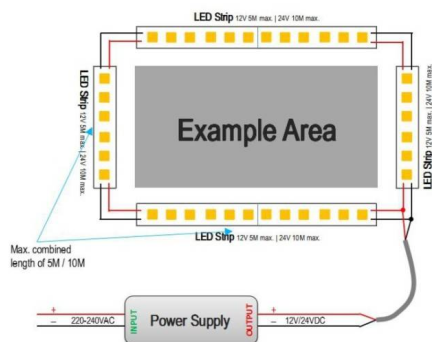 LED Strip 12V 5M max. | 24V 10M max.
LED Strip 12V 5M max. | 24V 10M max.
Example Area
LED Strip 12V 5M max. | 24V 10M max.
LED Strip 12V 5M max. | 24V 10M max.
Max. combined
length of 5M / 10M
+ 220-240VAC –
INPUT
Power Supply
OUTPUT
+ 12V/24VDC –